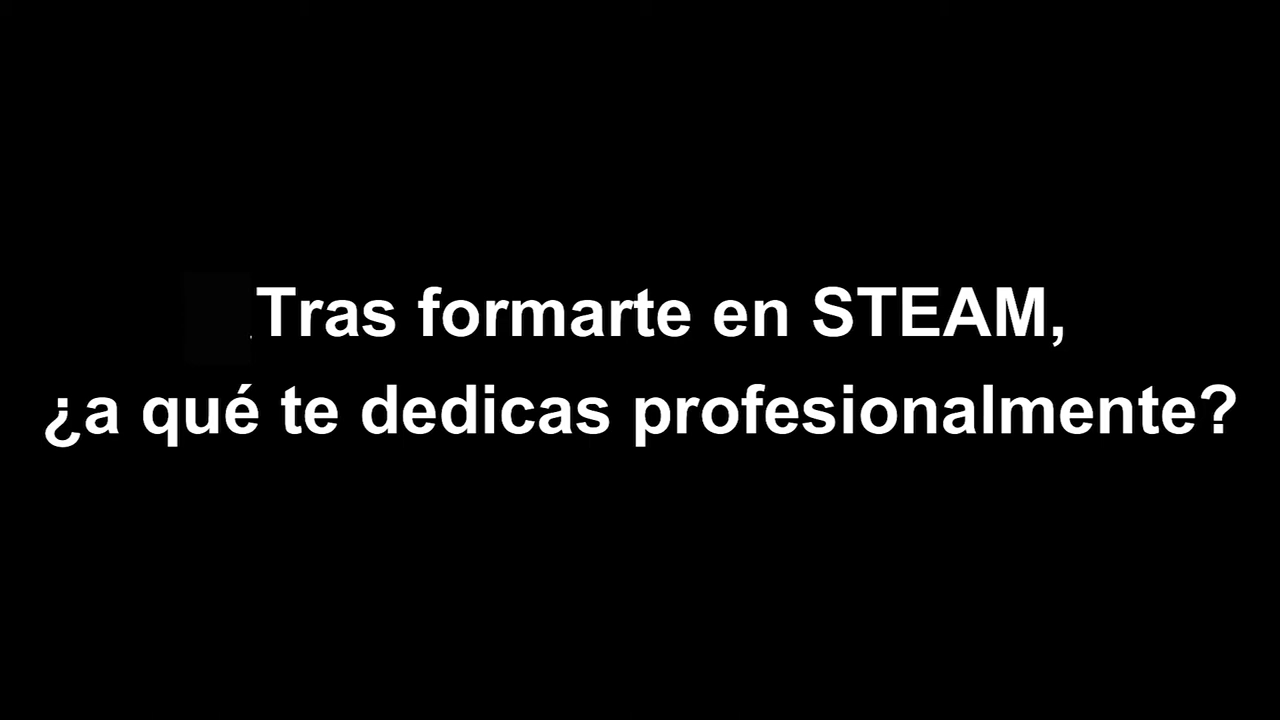 Tras formarte en STEAM,
¿a qué te dedicas profesionalmente?